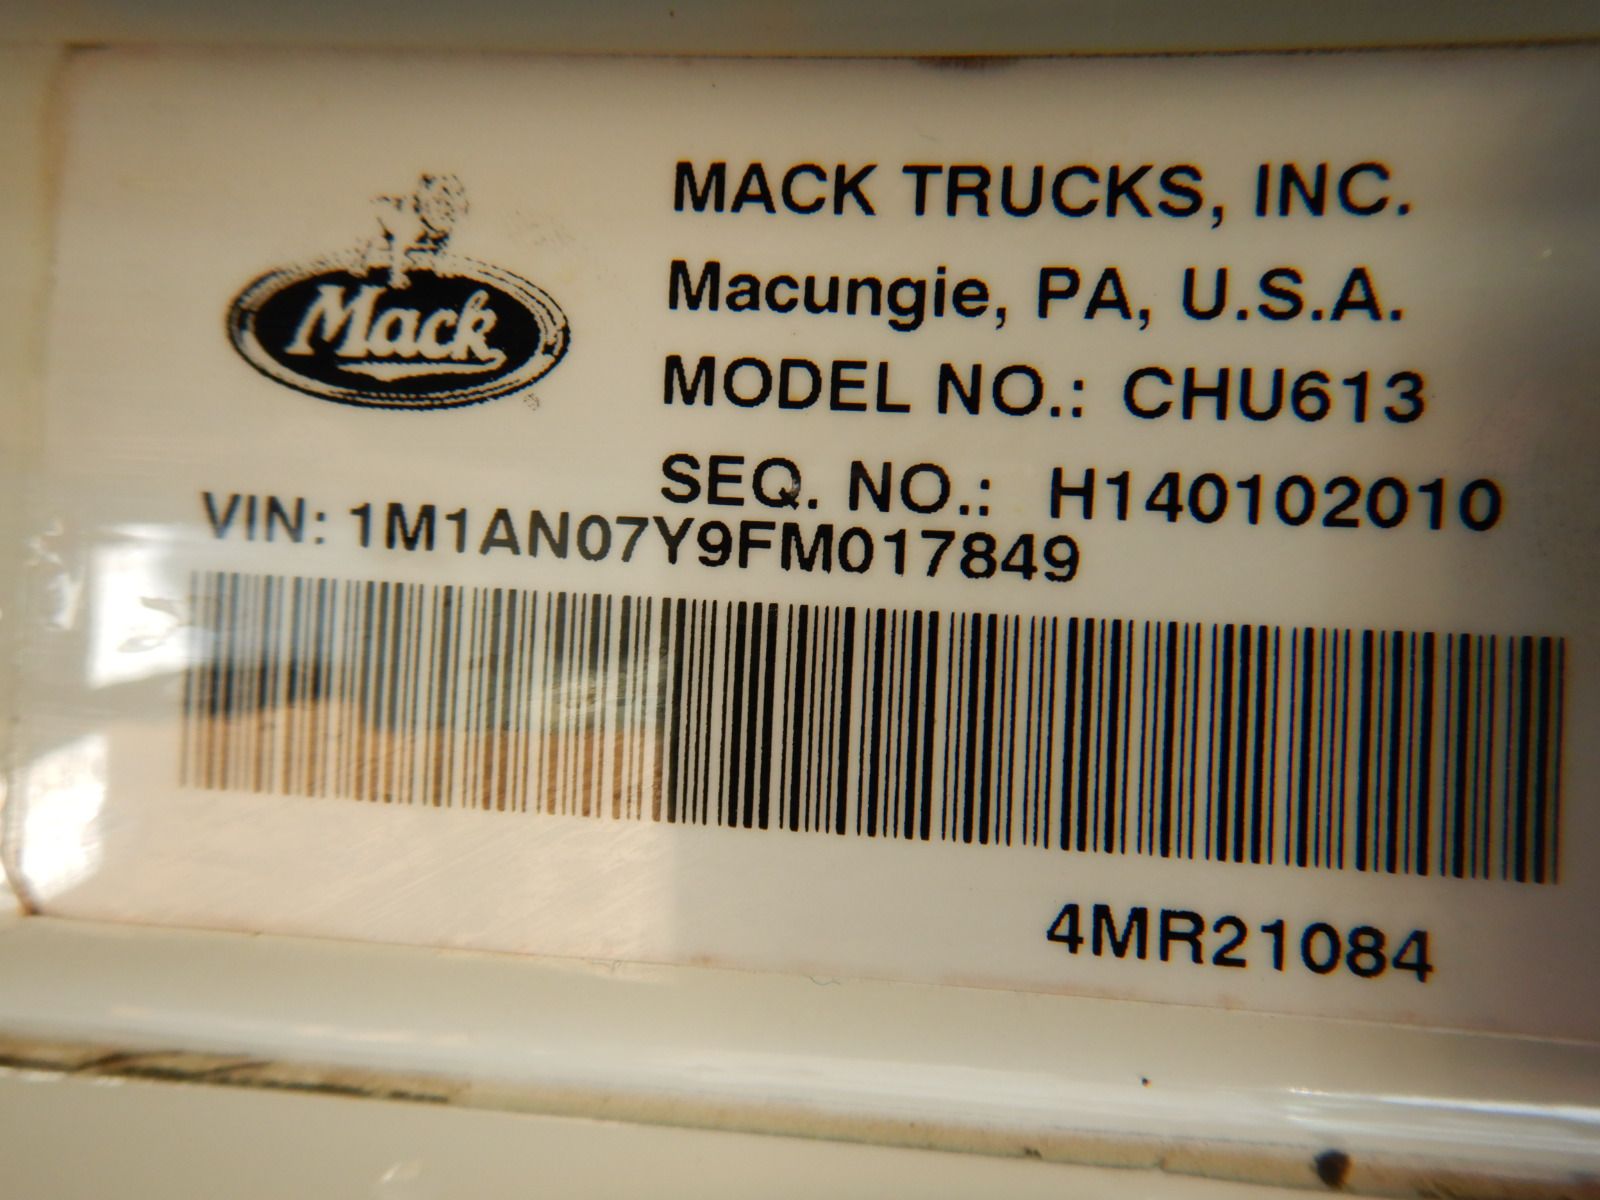 Mack
MACK TRUCKS, INC.
Macungie, PA, U.S.A.
MODEL NO.: CHU613
SEQ. NO.: H140102010
VIN: 1M1AN07Y9FM017849
4MR21084